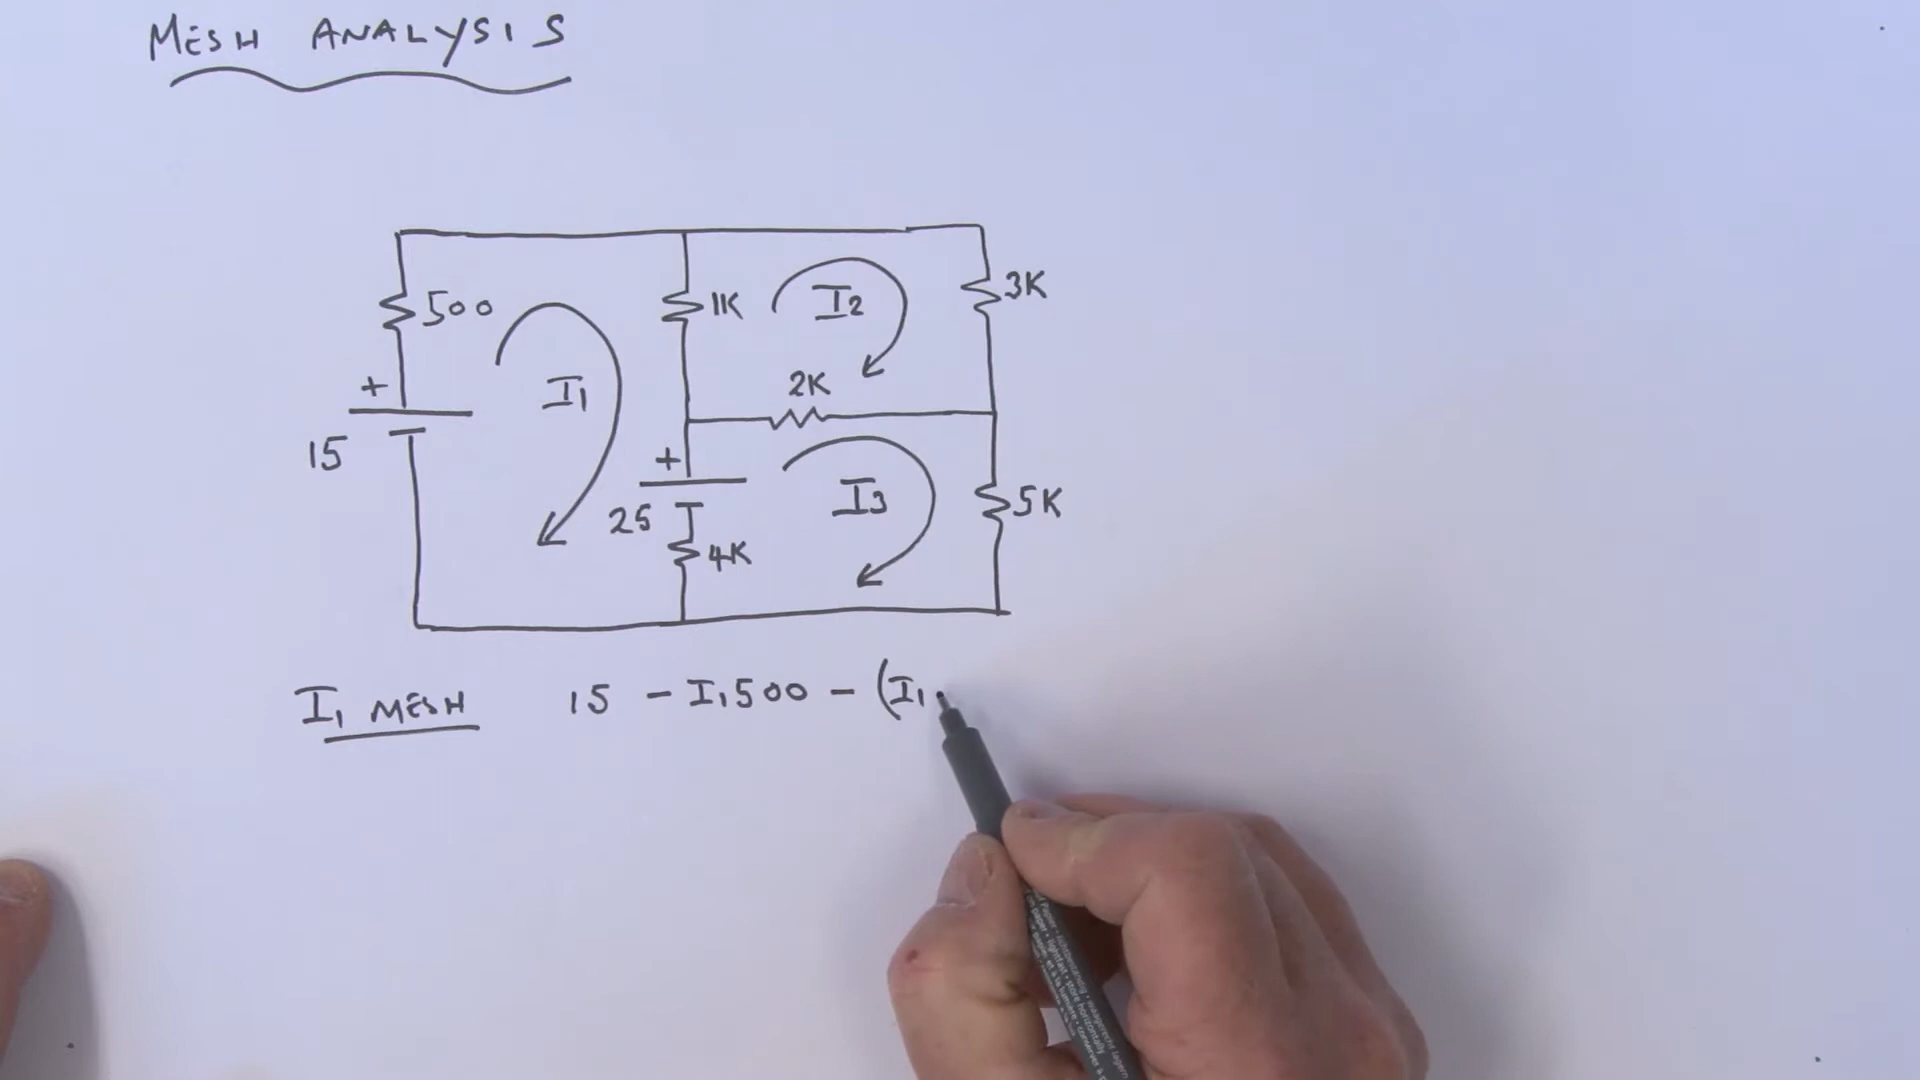 MESH ANALYSIS
500
1K
I2
3K
+
I1
2K
15
+
I3
25
4K
5K
I1 MESH 15 - I1500 - (I1